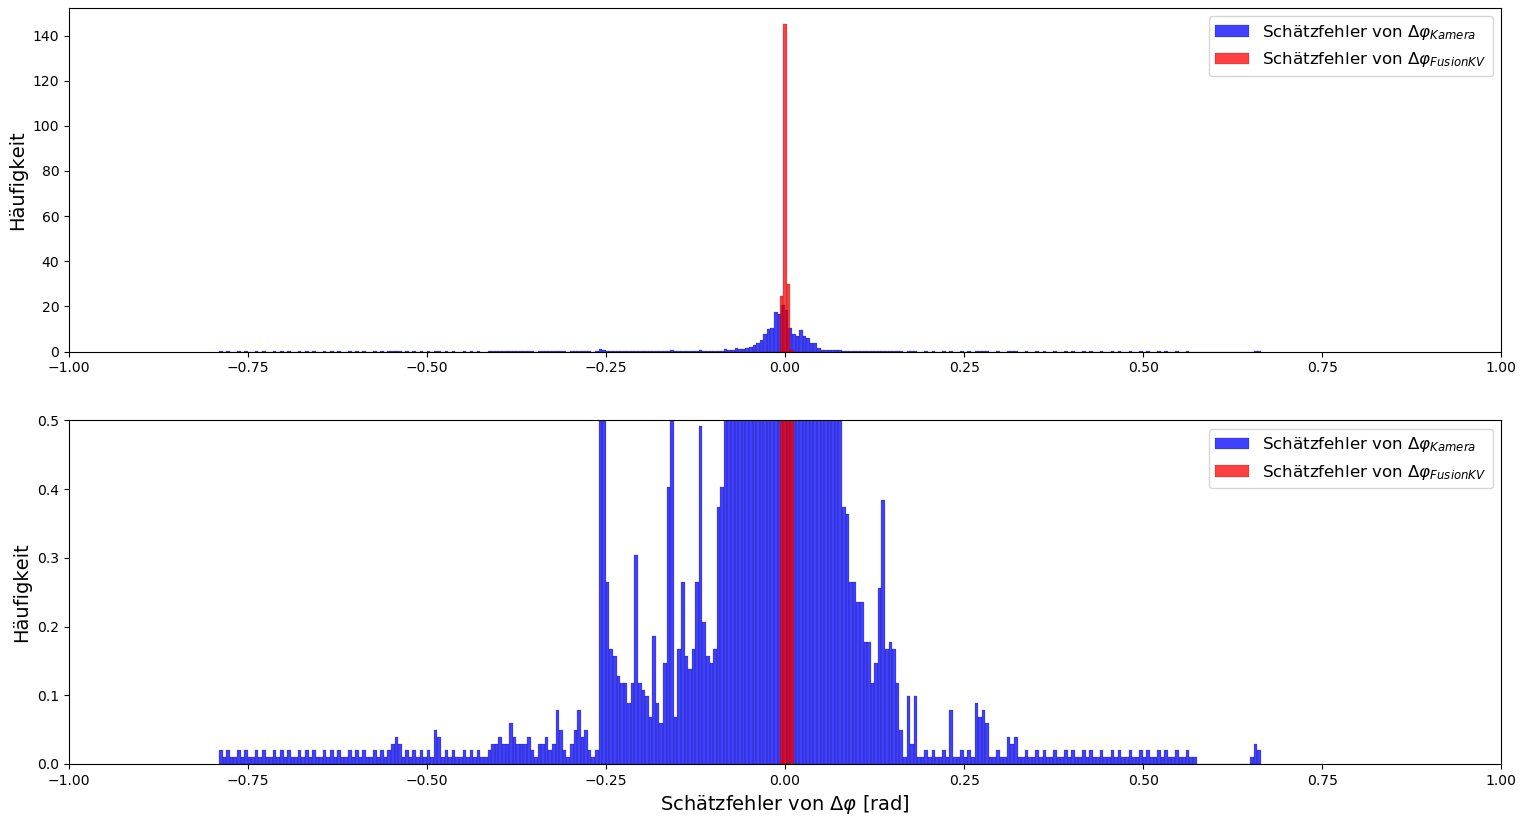 Häufigkeit
140
120
100
80
60
40
20
0
−1.00 −0.75 −0.50 −0.25 0.00 0.25 0.50 0.75 1.00
Schätzfehler von Δφ_Kamera
Schätzfehler von Δφ_FusionKV
Häufigkeit
0.5
0.4
0.3
0.2
0.1
0.0
−1.00 −0.75 −0.50 −0.25 0.00 0.25 0.50 0.75 1.00
Schätzfehler von Δφ_Kamera
Schätzfehler von Δφ_FusionKV
Schätzfehler von Δφ [rad]